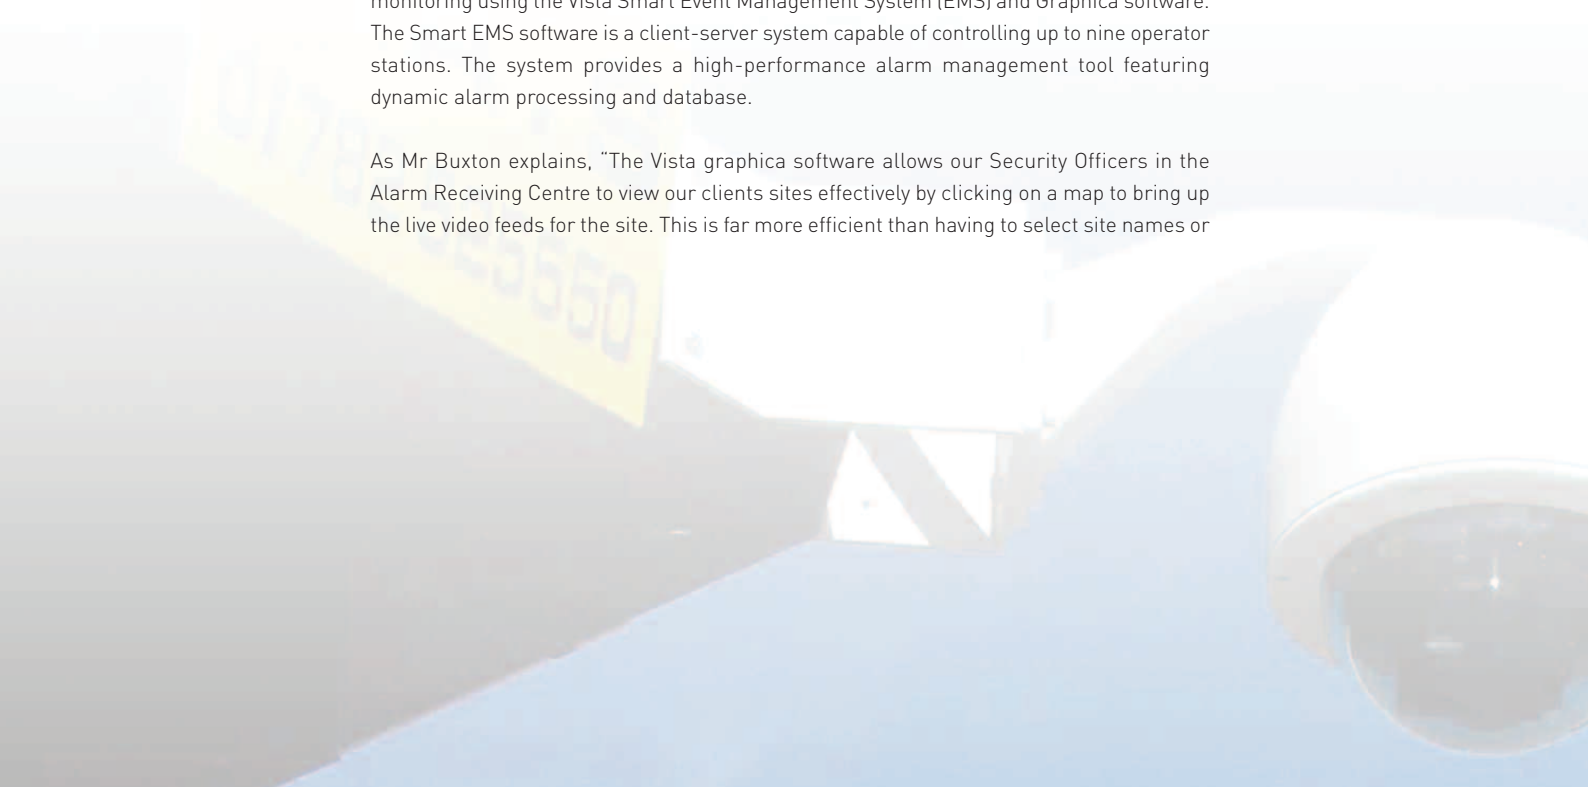 monitoring using the Vista Smart Event Management System (EMS) and Graphica software.
The Smart EMS software is a client-server system capable of controlling up to nine operator
stations. The system provides a high-performance alarm management tool featuring
dynamic alarm processing and database.
As Mr Buxton explains, “The Vista graphica software allows our Security Officers in the
Alarm Receiving Centre to view our clients sites effectively by clicking on a map to bring up
the live video feeds for the site. This is far more efficient than having to select site names or